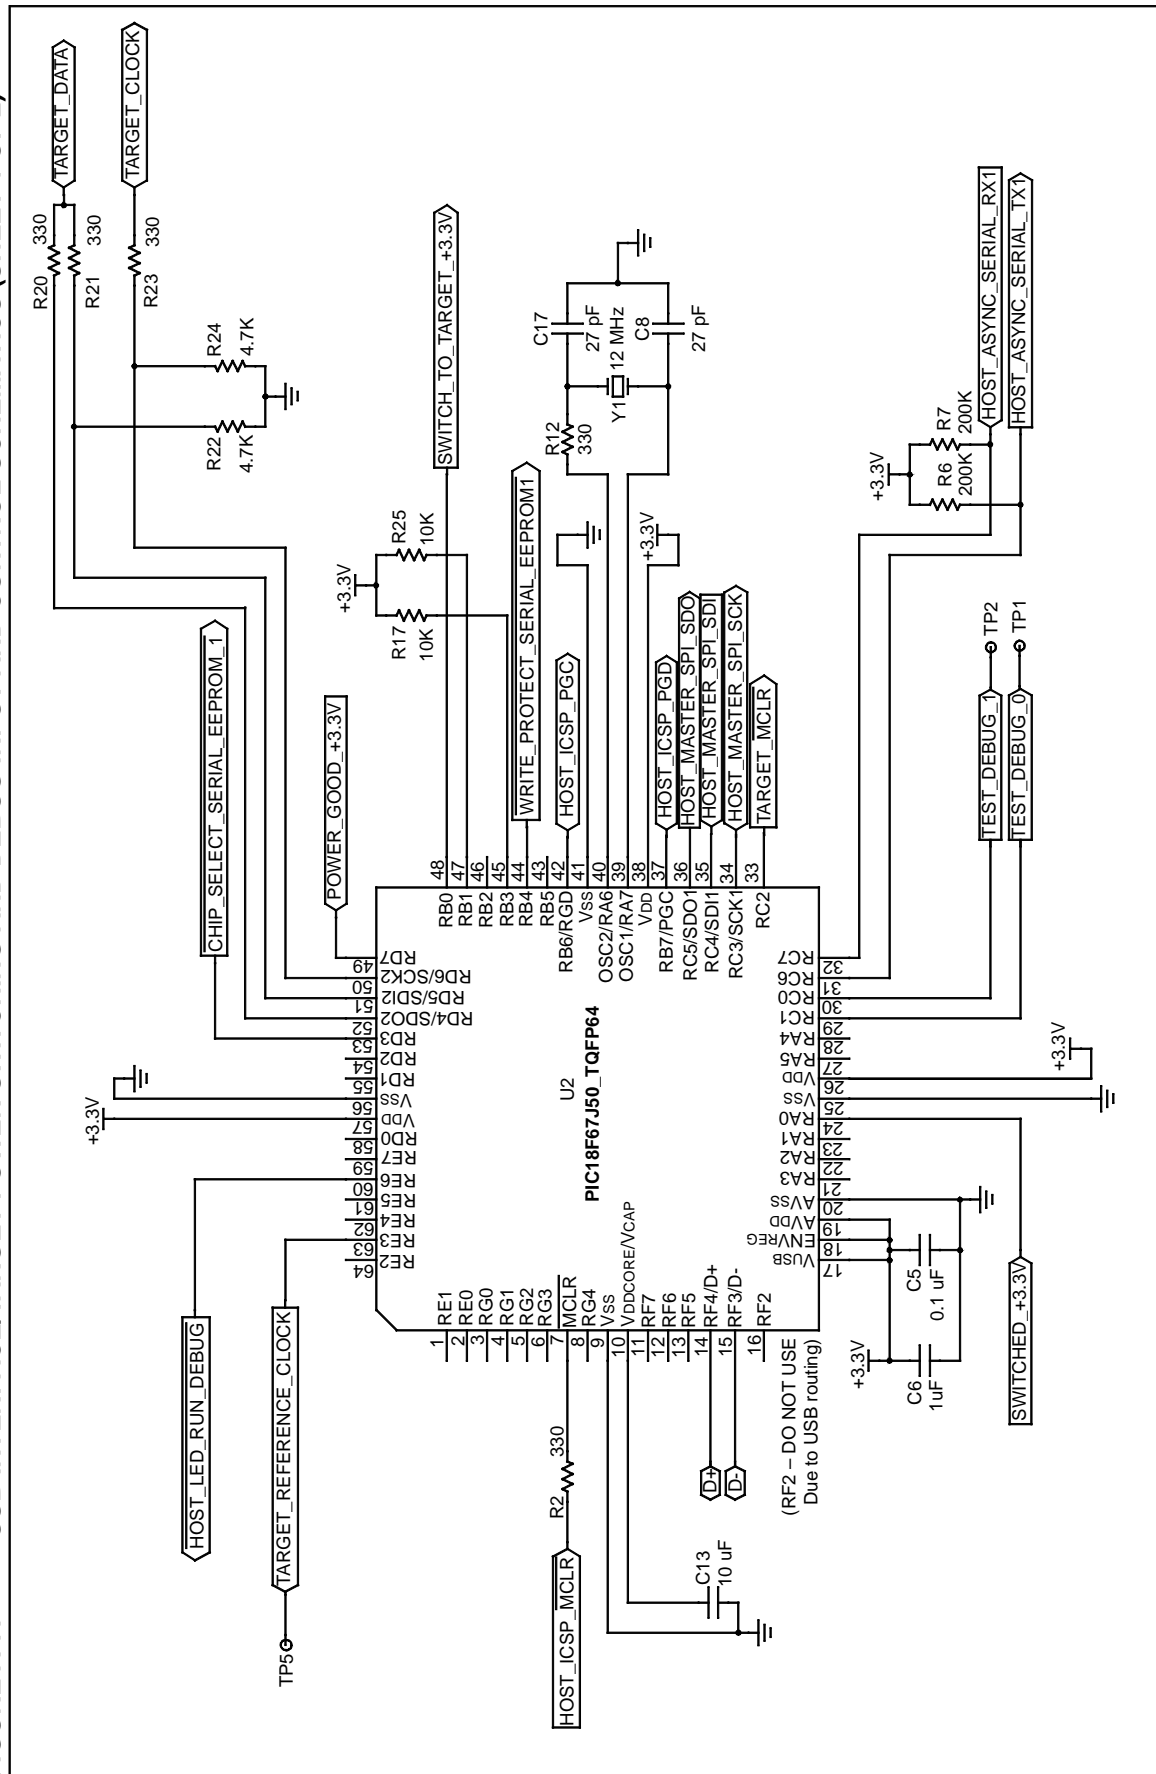 TARGET_DATA
TARGET_CLOCK
R20
330
R21
330
R23
330
R24
4.7K
R22
4.7K
CHIP_SELECT_SERIAL_EEPROM_1
POWER_GOOD_+3.3V
SWITCH_TO_TARGET_+3.3V
+3.3V
R25
10K
R17
10K
WRITE_PROTECT_SERIAL_EEPROM1
HOST_ICSP_PGC
C17
27 pF
R12
330
Y1
12 MHz
C8
27 pF
+3.3V
HOST_ICSP_PGD
HOST_MASTER_SPI_SDO
HOST_MASTER_SPI_SDI
HOST_MASTER_SPI_SCK
TARGET_MCLR
+3.3V
R7
200K
R6
200K
HOST_ASYNC_SERIAL_RX1
HOST_ASYNC_SERIAL_TX1
TP2
TP1
TEST_DEBUG_1
TEST_DEBUG_0
48 RB0
47 RB1
46 RB2
45 RB3
44 RB4
43 RB5
42 RB6/RGD
41 VSS
40 OSC2/RA6
39 OSC1/RA7
38 VDD
37 RB7/PGC
36 RC5/SDO1
35 RC4/SDI1
34 RC3/SCK1
33 RC2
49 RD7
50 RD6/SCK2
51 RD5/SDI2
52 RD4/SDO2
53 RD3
54 RD2
55 RD1
56 VSS
57 VDD
58 RD0
59 RE7
60 RE6
61 RE5
62 RE4
63 RE3
64 RE2
U2
PIC18F67J50_TQFP64
RC7 32
RC6 31
RC0 30
RC1 29
RA4 28
RA5 27
VDD 26
VSS 25
RA0 24
RA1 23
RA2 22
RA3 21
AVSS 20
AVDD 19
ENVREG 18
VUSB 17
1 RE1
2 RE0
3 RG0
4 RG1
5 RG2
6 RG3
7 MCLR
8 RG4
9 VSS
10 VDDCORE/VCAP
11 RF7
12 RF6
13 RF5
14 RF4/D+
15 RF3/D-
16 RF2
+3.3V
+3.3V
HOST_LED_RUN_DEBUG
TARGET_REFERENCE_CLOCK
TP5
R2
330
HOST_ICSP_MCLR
C13
10 uF
D+
D-
(RF2 – DO NOT USE
Due to USB routing)
+3.3V
C5
0.1 uF
C6
1uF
SWITCHED_+3.3V